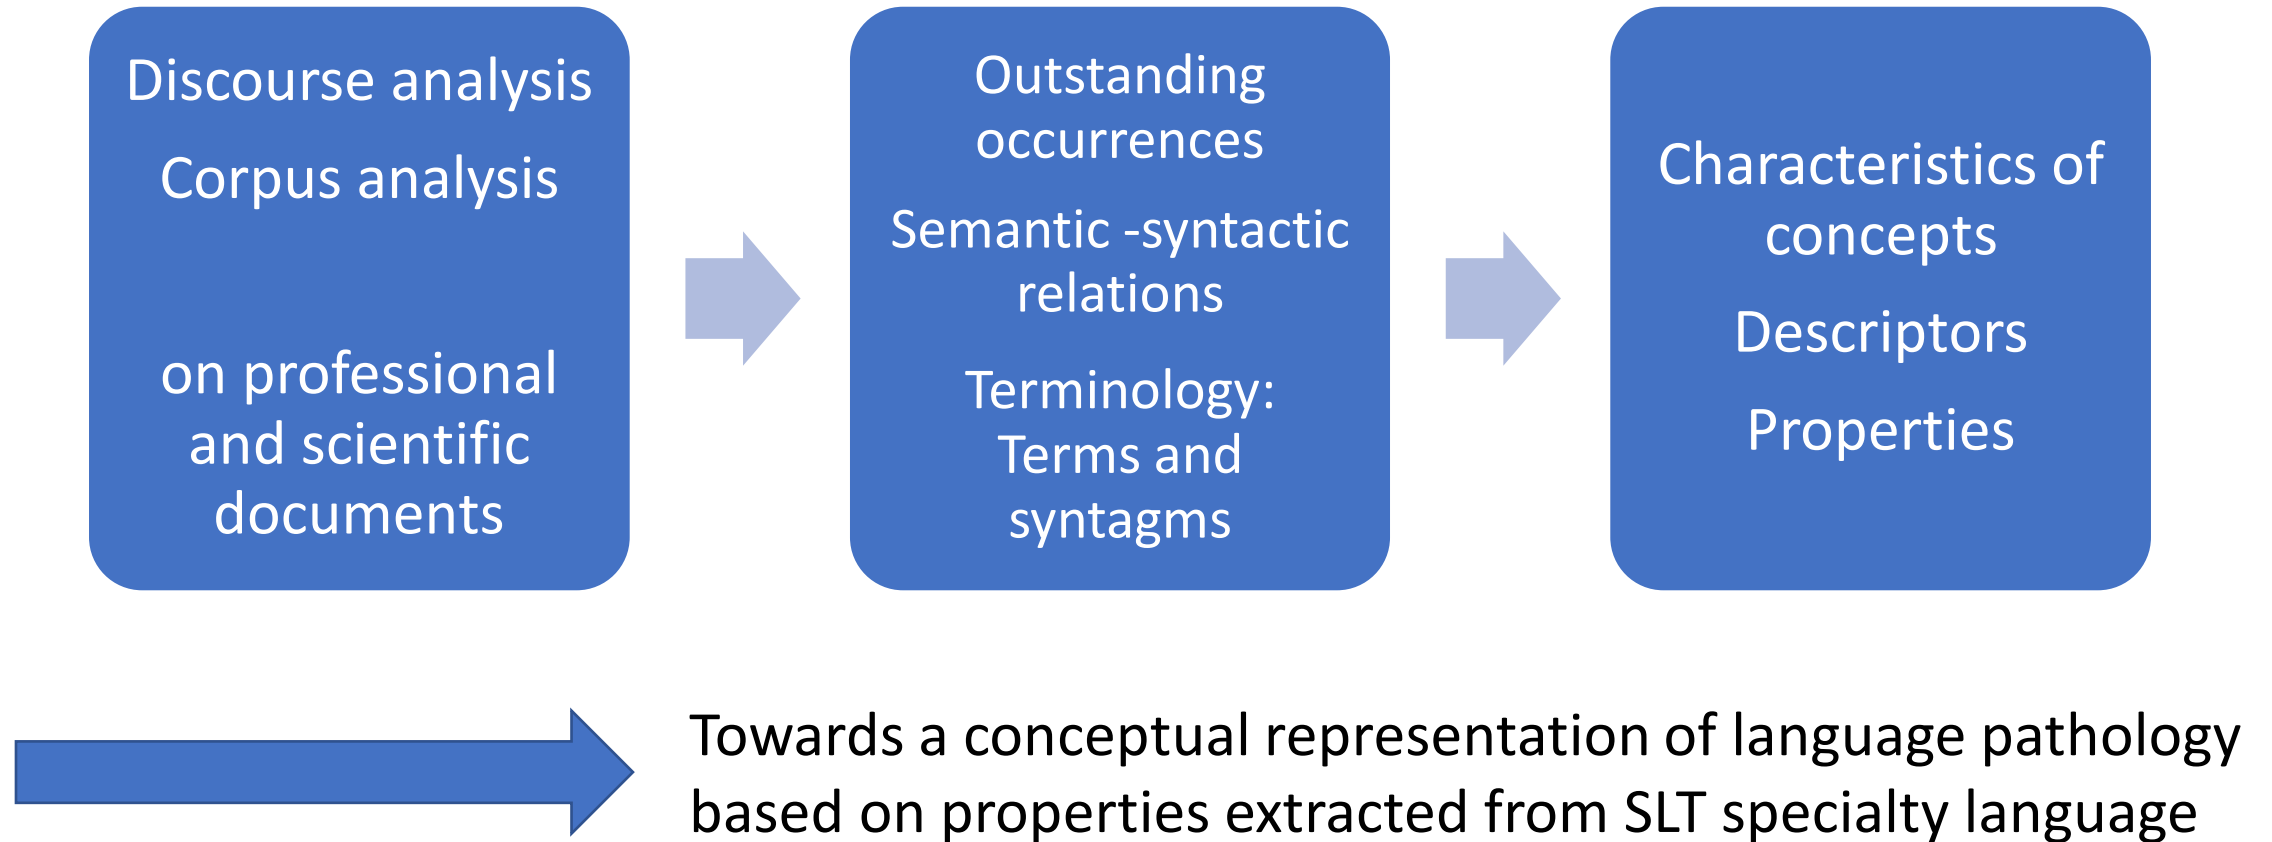 Discourse analysis
Corpus analysis
on professional
and scientific
documents
Outstanding
occurrences
Semantic -syntactic
relations
Terminology:
Terms and
syntagms
Characteristics of
concepts
Descriptors
Properties
Towards a conceptual representation of language pathology
based on properties extracted from SLT specialty language